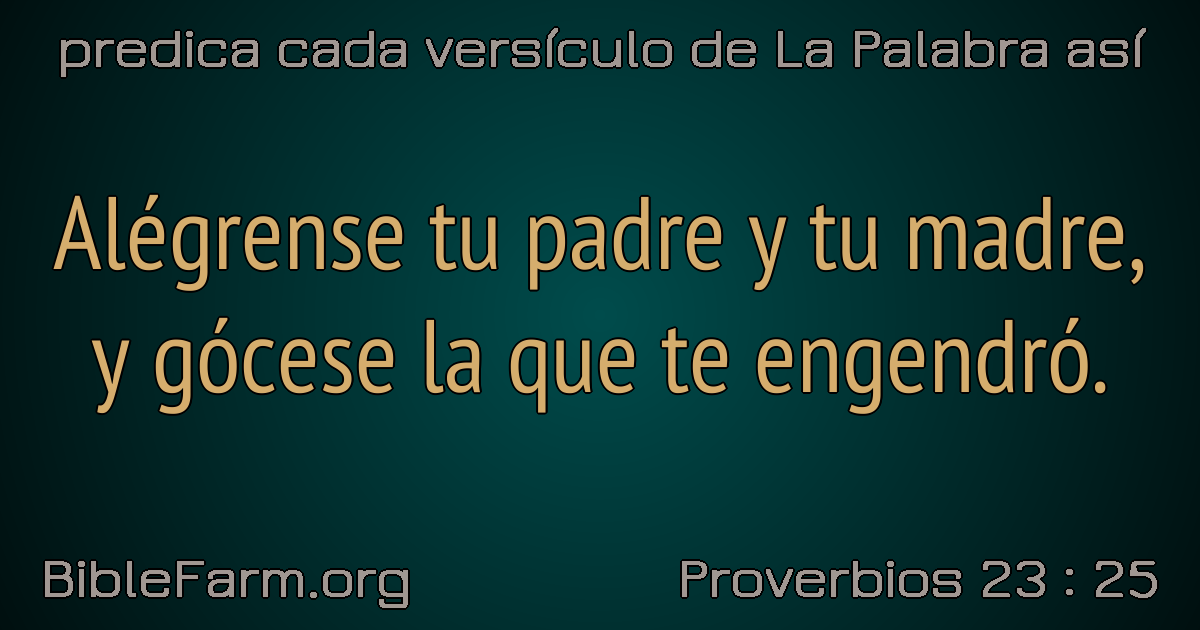 predica cada versículo de La Palabra así
Alégrense tu padre y tu madre,
y gócese la que te engendró.
BibleFarm.org
Proverbios 23 : 25